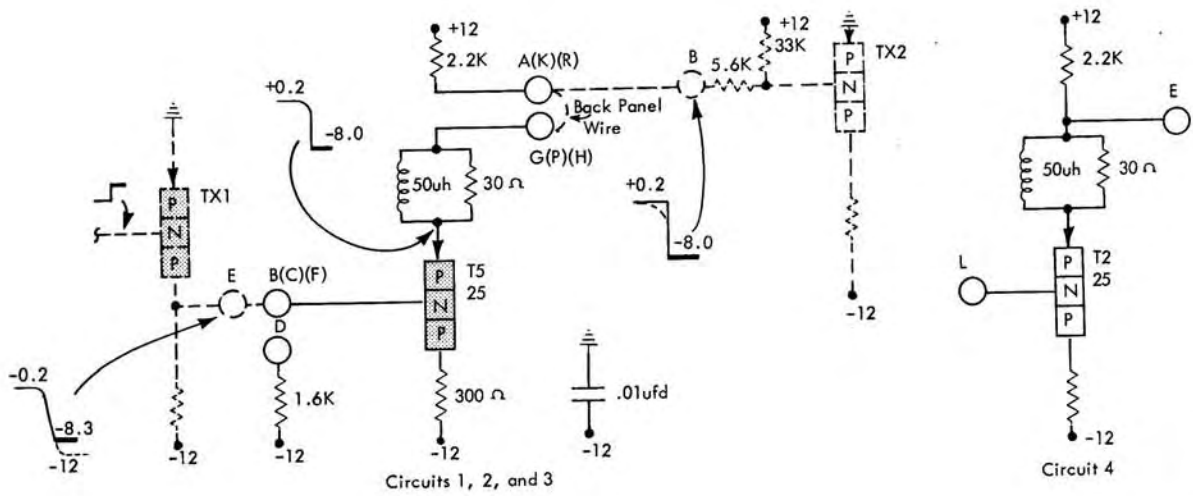 +12
2.2K
A(K)(R)
Back Panel
Wire
G(P)(H)
50uh
30 Ω
+0.2
-8.0
TX1
P
N
P
E
B(C)(F)
D
1.6K
-12
-12
-0.2
-8.3
-12
P
N
P
T5
25
300 Ω
-12
.01ufd
-12
B
5.6K
+12
33K
P
N
P
TX2
-12
+0.2
-8.0
Circuits 1, 2, and 3
+12
2.2K
E
50uh
30 Ω
L
P
N
P
T2
25
-12
Circuit 4